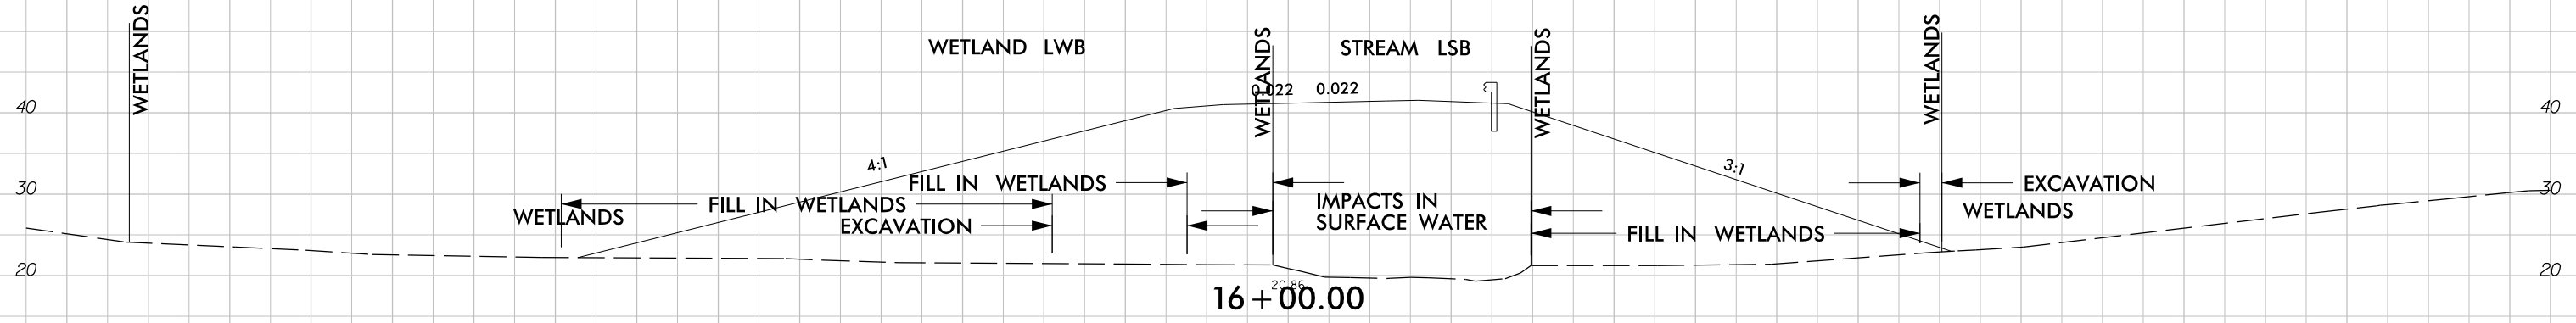 WETLANDS
WETLANDS
WETLANDS
WETLANDS
WETLAND LWB
STREAM LSB
0.022
0.022
40
40
4:1
3:1
FILL IN WETLANDS
EXCAVATION
30
30
FILL IN WETLANDS
IMPACTS IN
SURFACE WATER
WETLANDS
WETLANDS
EXCAVATION
FILL IN WETLANDS
20
20
20.86
16+00.00